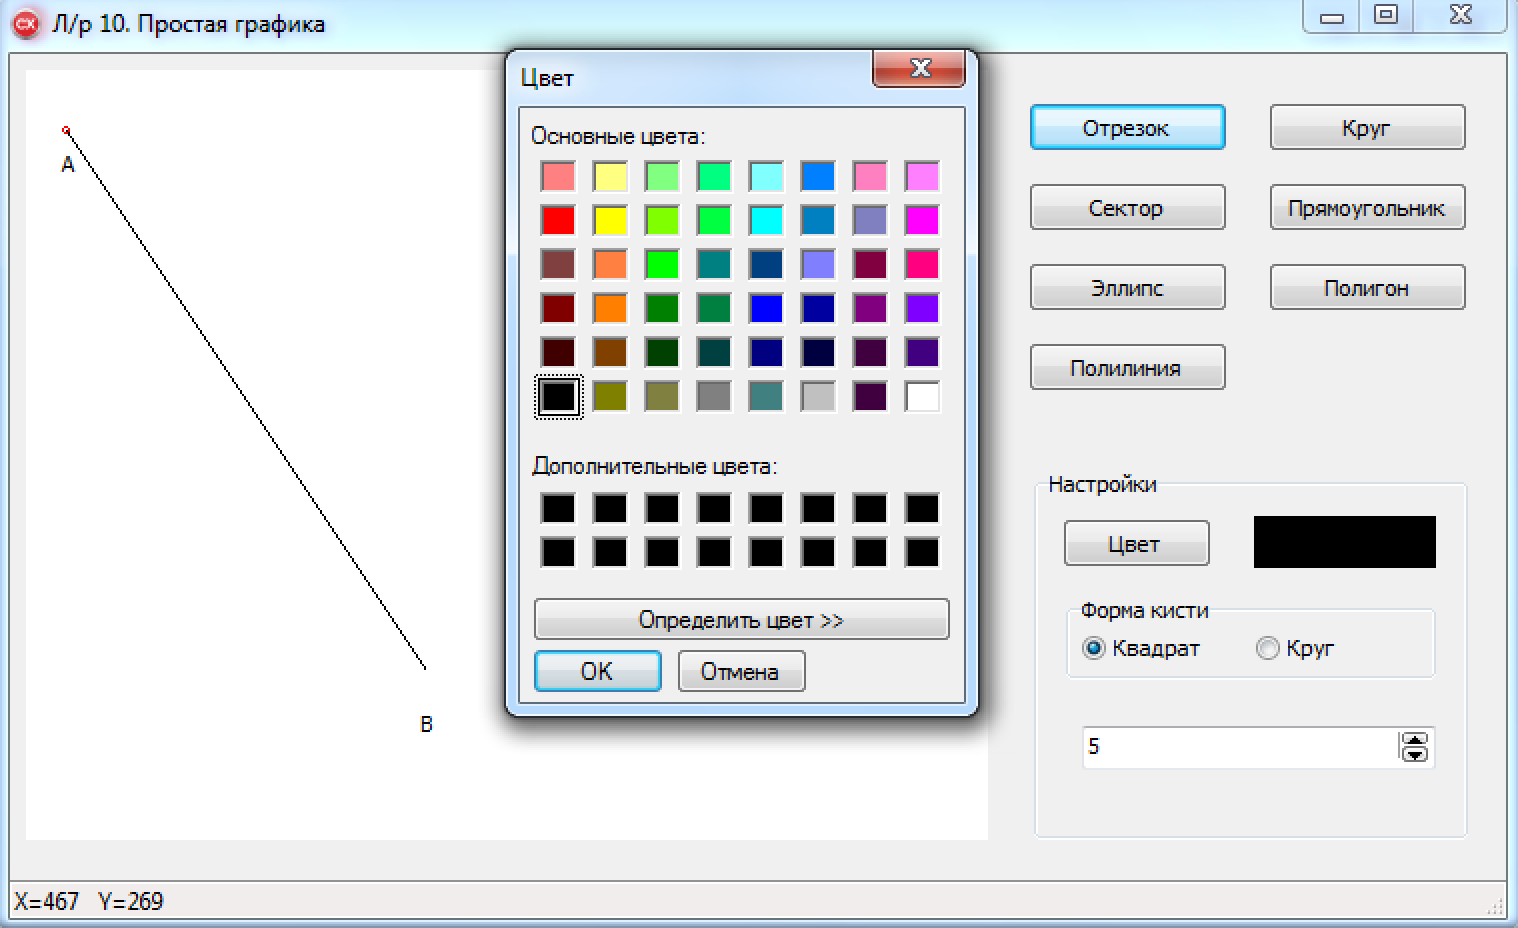 Л/р 10. Простая графика
A
B
Цвет
Основные цвета:
Дополнительные цвета:
Определить цвет >>
OK
Отмена
Отрезок
Круг
Сектор
Прямоугольник
Эллипс
Полигон
Полилиния
Настройки
Цвет
Форма кисти
Квадрат
Круг
5
X=467 Y=269